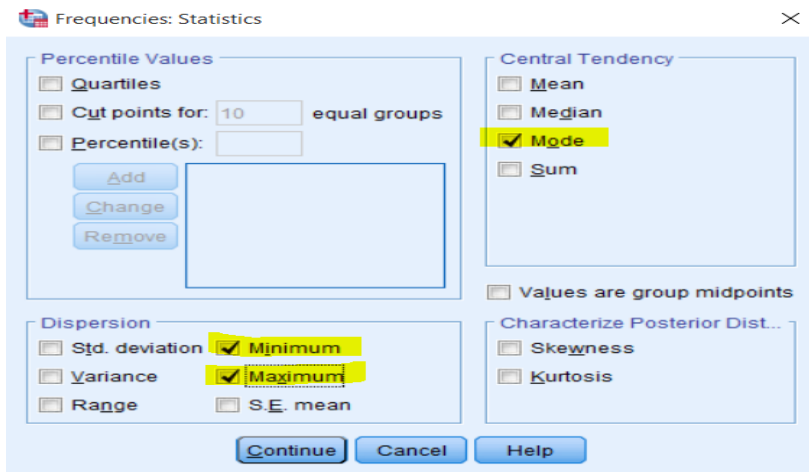 Frequencies: Statistics
Percentile Values
Quartiles
Cut points for: 10 equal groups
Percentile(s):
Add
Change
Remove
Central Tendency
Mean
Median
Mode
Sum
Values are group midpoints
Dispersion
Std. deviation Minimum
Variance Maximum
Range S.E. mean
Characterize Posterior Dist...
Skewness
Kurtosis
Continue Cancel Help